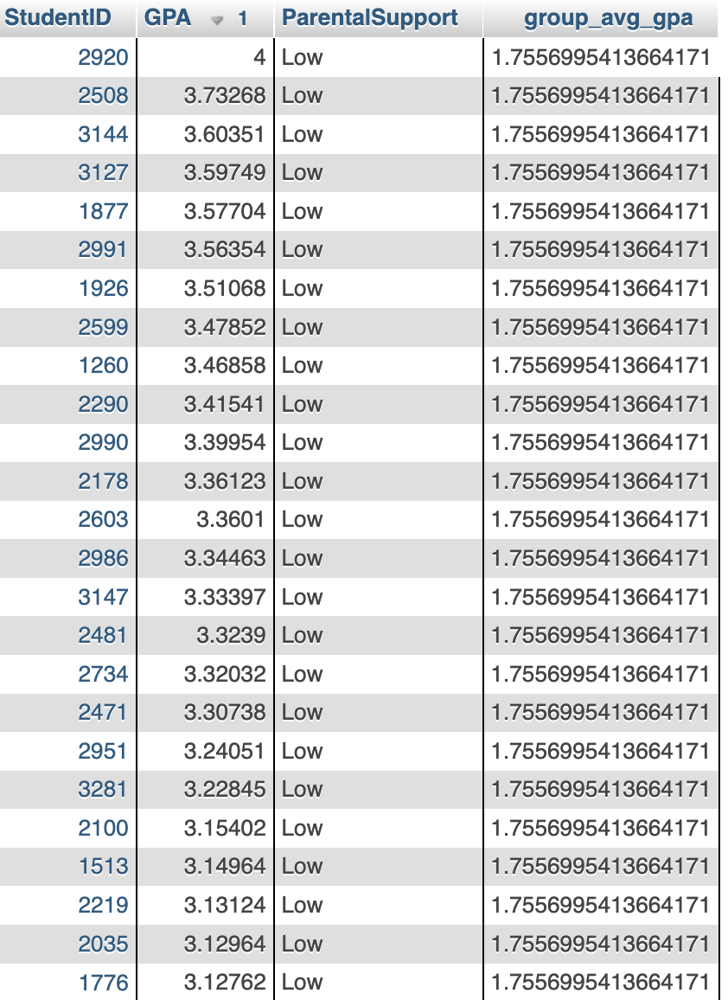 StudentID GPA 1 ParentalSupport group_avg_gpa
2920 4 Low 1.7556995413664171
2508 3.73268 Low 1.7556995413664171
3144 3.60351 Low 1.7556995413664171
3127 3.59749 Low 1.7556995413664171
1877 3.57704 Low 1.7556995413664171
2991 3.56354 Low 1.7556995413664171
1926 3.51068 Low 1.7556995413664171
2599 3.47852 Low 1.7556995413664171
1260 3.46858 Low 1.7556995413664171
2290 3.41541 Low 1.7556995413664171
2990 3.39954 Low 1.7556995413664171
2178 3.36123 Low 1.7556995413664171
2603 3.3601 Low 1.7556995413664171
2986 3.34463 Low 1.7556995413664171
3147 3.33397 Low 1.7556995413664171
2481 3.3239 Low 1.7556995413664171
2734 3.32032 Low 1.7556995413664171
2471 3.30738 Low 1.7556995413664171
2951 3.24051 Low 1.7556995413664171
3281 3.22845 Low 1.7556995413664171
2100 3.15402 Low 1.7556995413664171
1513 3.14964 Low 1.7556995413664171
2219 3.13124 Low 1.7556995413664171
2035 3.12964 Low 1.7556995413664171
1776 3.12762 Low 1.7556995413664171